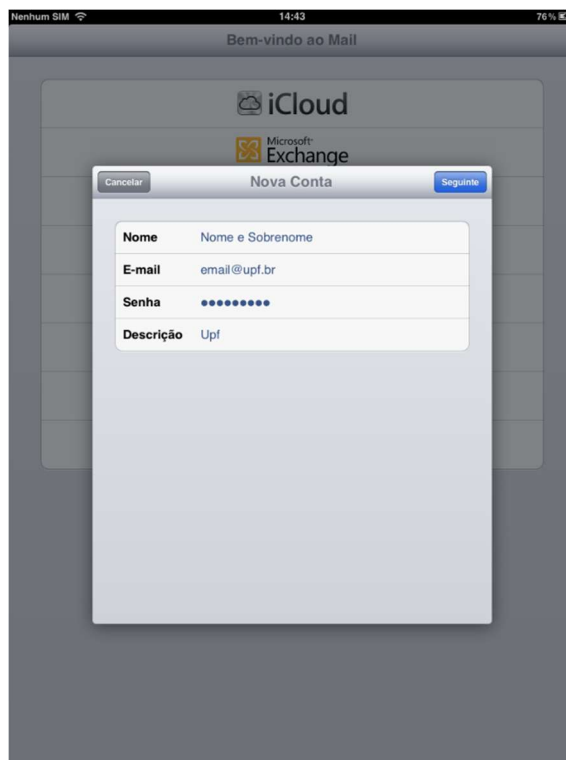 Nenhum SIM 14:43 76%
Bem-vindo ao Mail
iCloud
Microsoft
Exchange
Cancelar Nova Conta Seguinte
Nome Nome e Sobrenome
E-mail email@upf.br
Senha ●●●●●●●●●
Descrição Upf